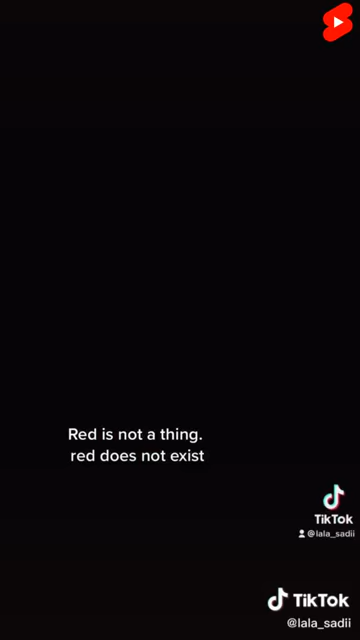 Red is not a thing.
red does not exist
TikTok
@lala_sadii
TikTok
@lala_sadii